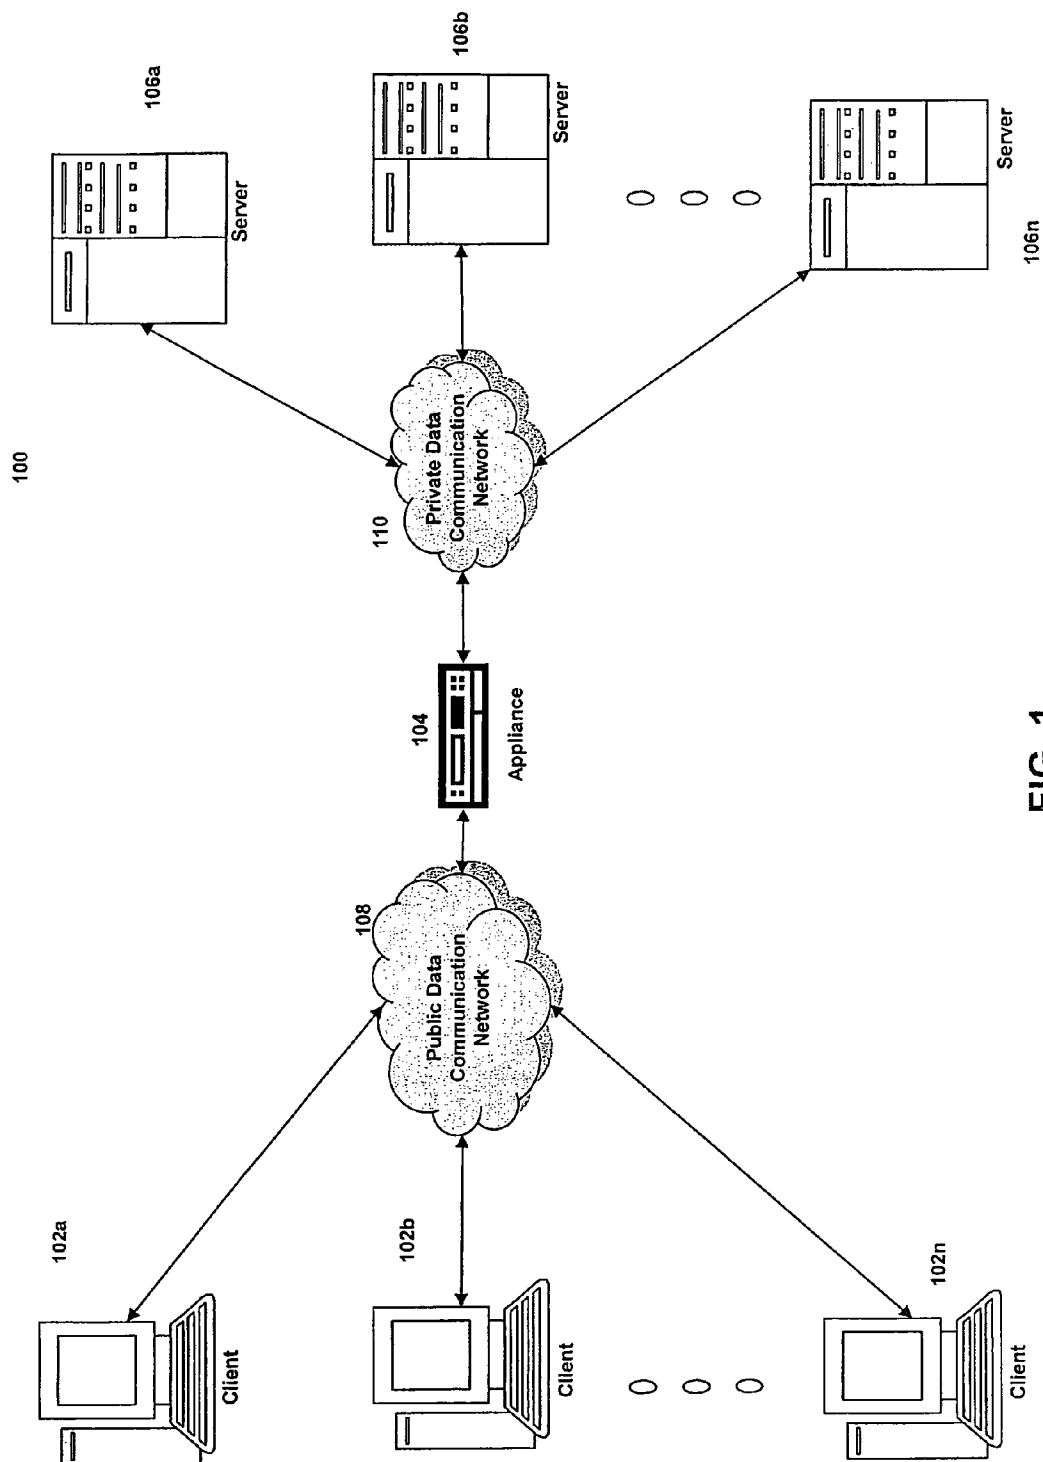 100
102a
Client
102b
Client
102n
Client
108
Public Data
Communication
Network
104
Appliance
110
Private Data
Communication
Network
106a
Server
106b
Server
Server
106n
FIG. 1